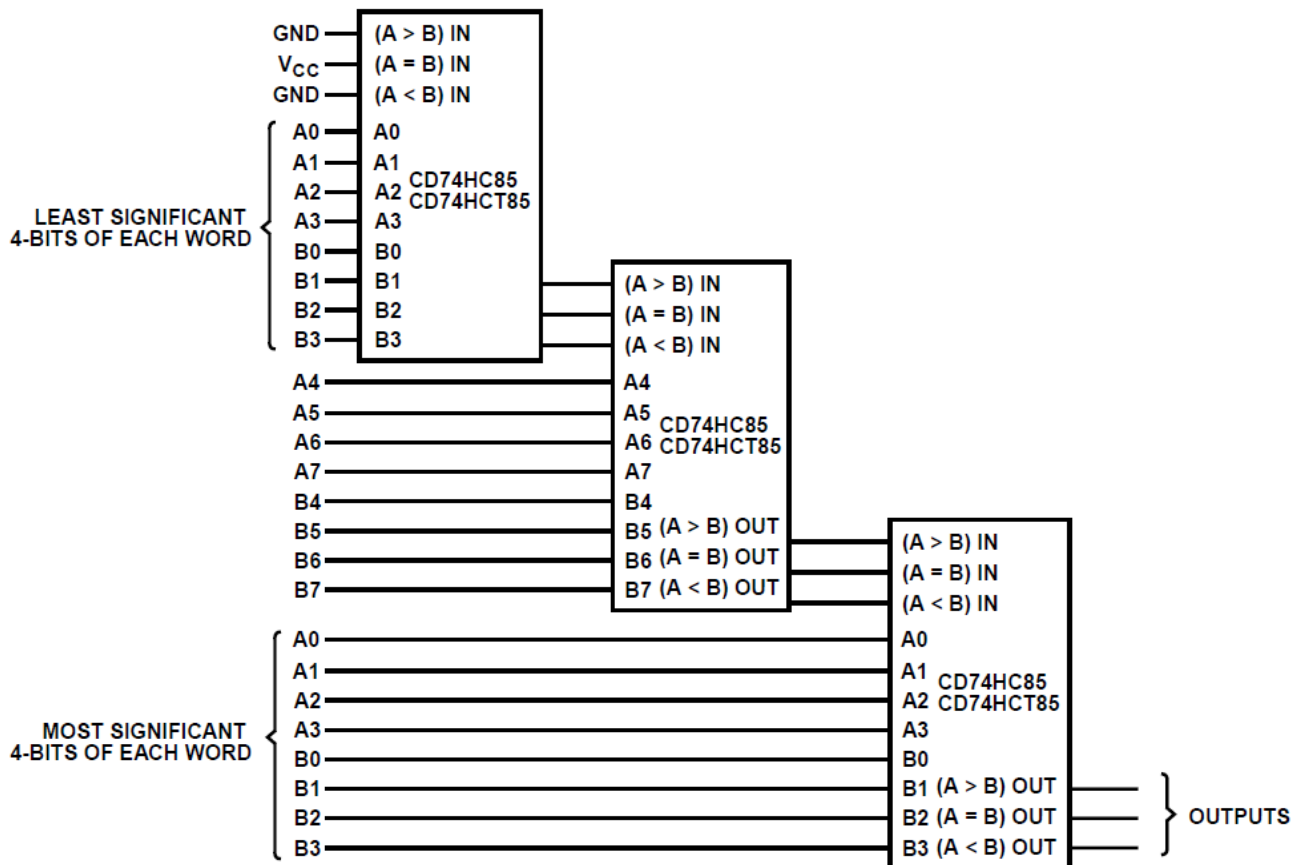 GND (A > B) IN
VCC (A = B) IN
GND (A < B) IN
A0 A0
A1 A1
A2 A2
A3 A3
B0 B0
B1 B1
B2 B2
B3 B3
CD74HC85
CD74HCT85
LEAST SIGNIFICANT
4-BITS OF EACH WORD
(A > B) IN
(A = B) IN
(A < B) IN
A4 A4
A5 A5
A6 A6
A7 A7
B4 B4
B5 B5 (A > B) OUT
B6 B6 (A = B) OUT
B7 B7 (A < B) OUT
CD74HC85
CD74HCT85
(A > B) IN
(A = B) IN
(A < B) IN
A0 A0
A1 A1
A2 A2
A3 A3
B0 B0
B1 B1 (A > B) OUT
B2 B2 (A = B) OUT
B3 B3 (A < B) OUT
CD74HC85
CD74HCT85
MOST SIGNIFICANT
4-BITS OF EACH WORD
OUTPUTS